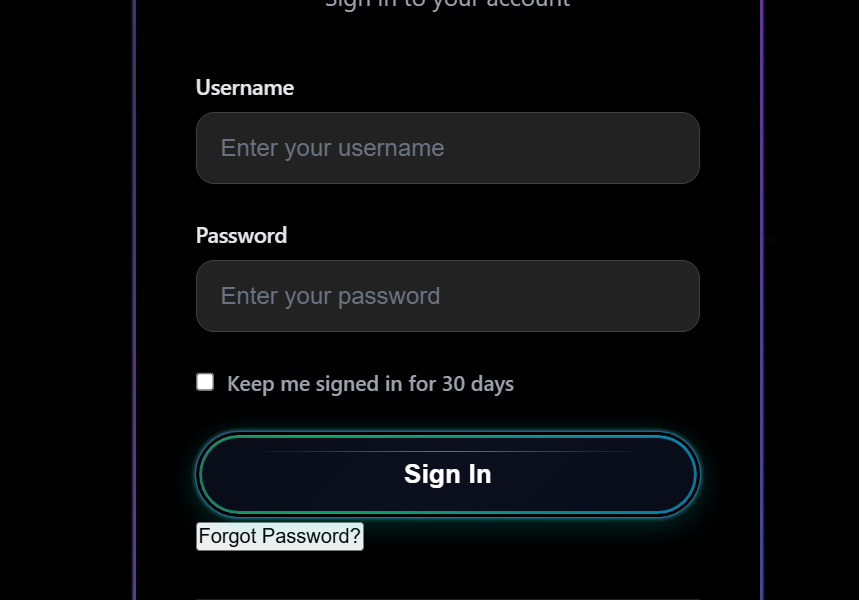 Sign in to your account
Username
Enter your username
Password
Enter your password
Keep me signed in for 30 days
Sign In
Forgot Password?